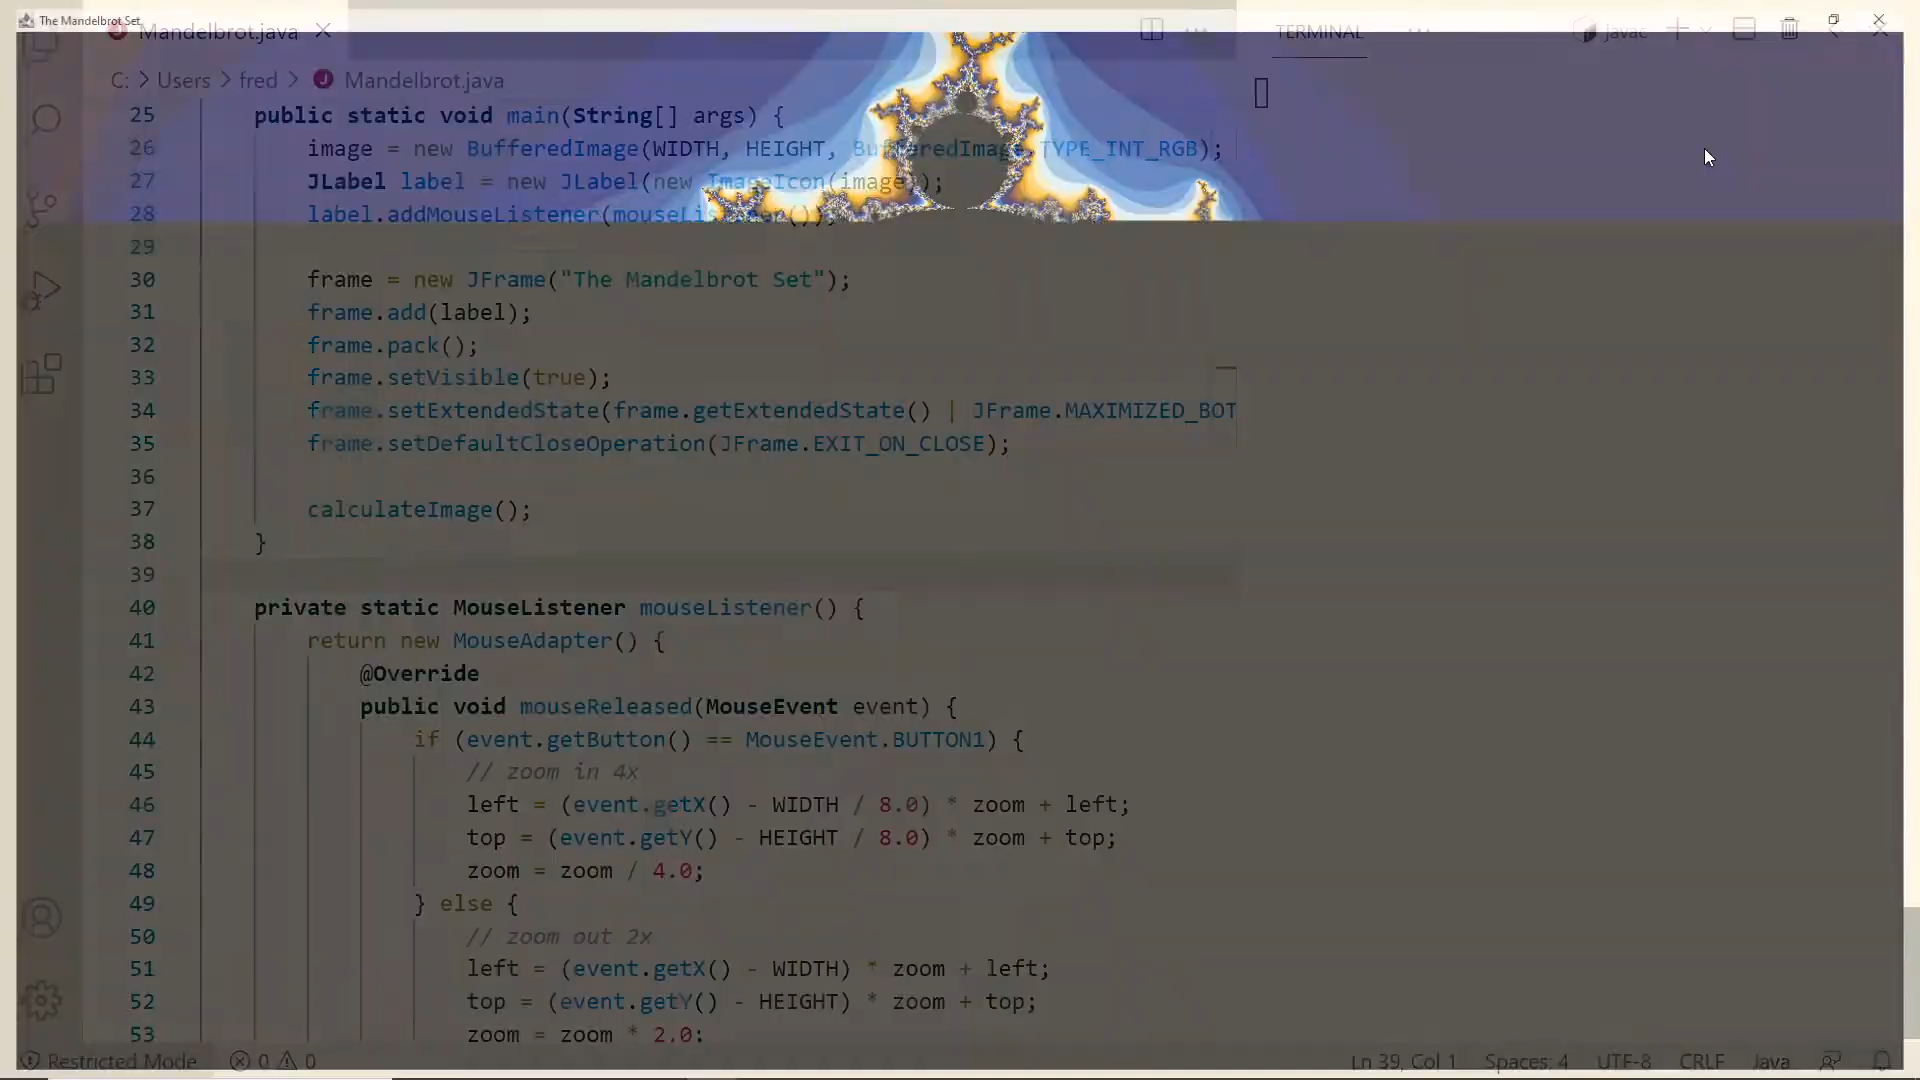 The Mandelbrot Set
Mandelbrot.java
TERMINAL
javac
C: > Users > fred > Mandelbrot.java
25 public static void main(String[] args) {
26 image = new BufferedImage(WIDTH, HEIGHT, BufferedImage.TYPE_INT_RGB);
27 JLabel label = new JLabel(new ImageIcon(image));
28 label.addMouseListener(mouseListener());
29
30 frame = new JFrame("The Mandelbrot Set");
31 frame.add(label);
32 frame.pack();
33 frame.setVisible(true);
34 frame.setExtendedState(frame.getExtendedState() | JFrame.MAXIMIZED_BOT
35 frame.setDefaultCloseOperation(JFrame.EXIT_ON_CLOSE);
36
37 calculateImage();
38 }
39
40 private static MouseListener mouseListener() {
41 return new MouseAdapter() {
42 @Override
43 public void mouseReleased(MouseEvent event) {
44 if (event.getButton() == MouseEvent.BUTTON1) {
45 // zoom in 4x
46 left = (event.getX() - WIDTH / 8.0) * zoom + left;
47 top = (event.getY() - HEIGHT / 8.0) * zoom + top;
48 zoom = zoom / 4.0;
49 } else {
50 // zoom out 2x
51 left = (event.getX() - WIDTH) * zoom + left;
52 top = (event.getY() - HEIGHT) * zoom + top;
53 zoom = zoom * 2.0;
Restricted Mode 0 0 Ln 39, Col 1 Spaces: 4 UTF-8 CRLF Java